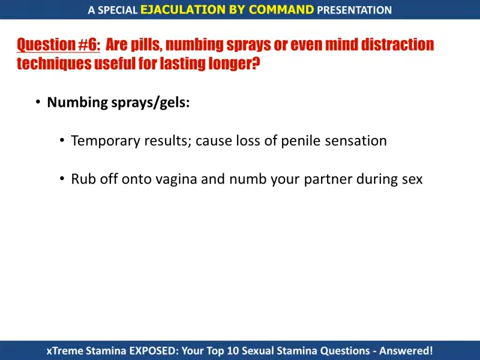 A SPECIAL EJACULATION BY COMMAND PRESENTATION
Question #6: Are pills, numbing sprays or even mind distraction
techniques useful for lasting longer?
• Numbing sprays/gels:
• Temporary results; cause loss of penile sensation
• Rub off onto vagina and numb your partner during sex
xTreme Stamina EXPOSED: Your Top 10 Sexual Stamina Questions - Answered!